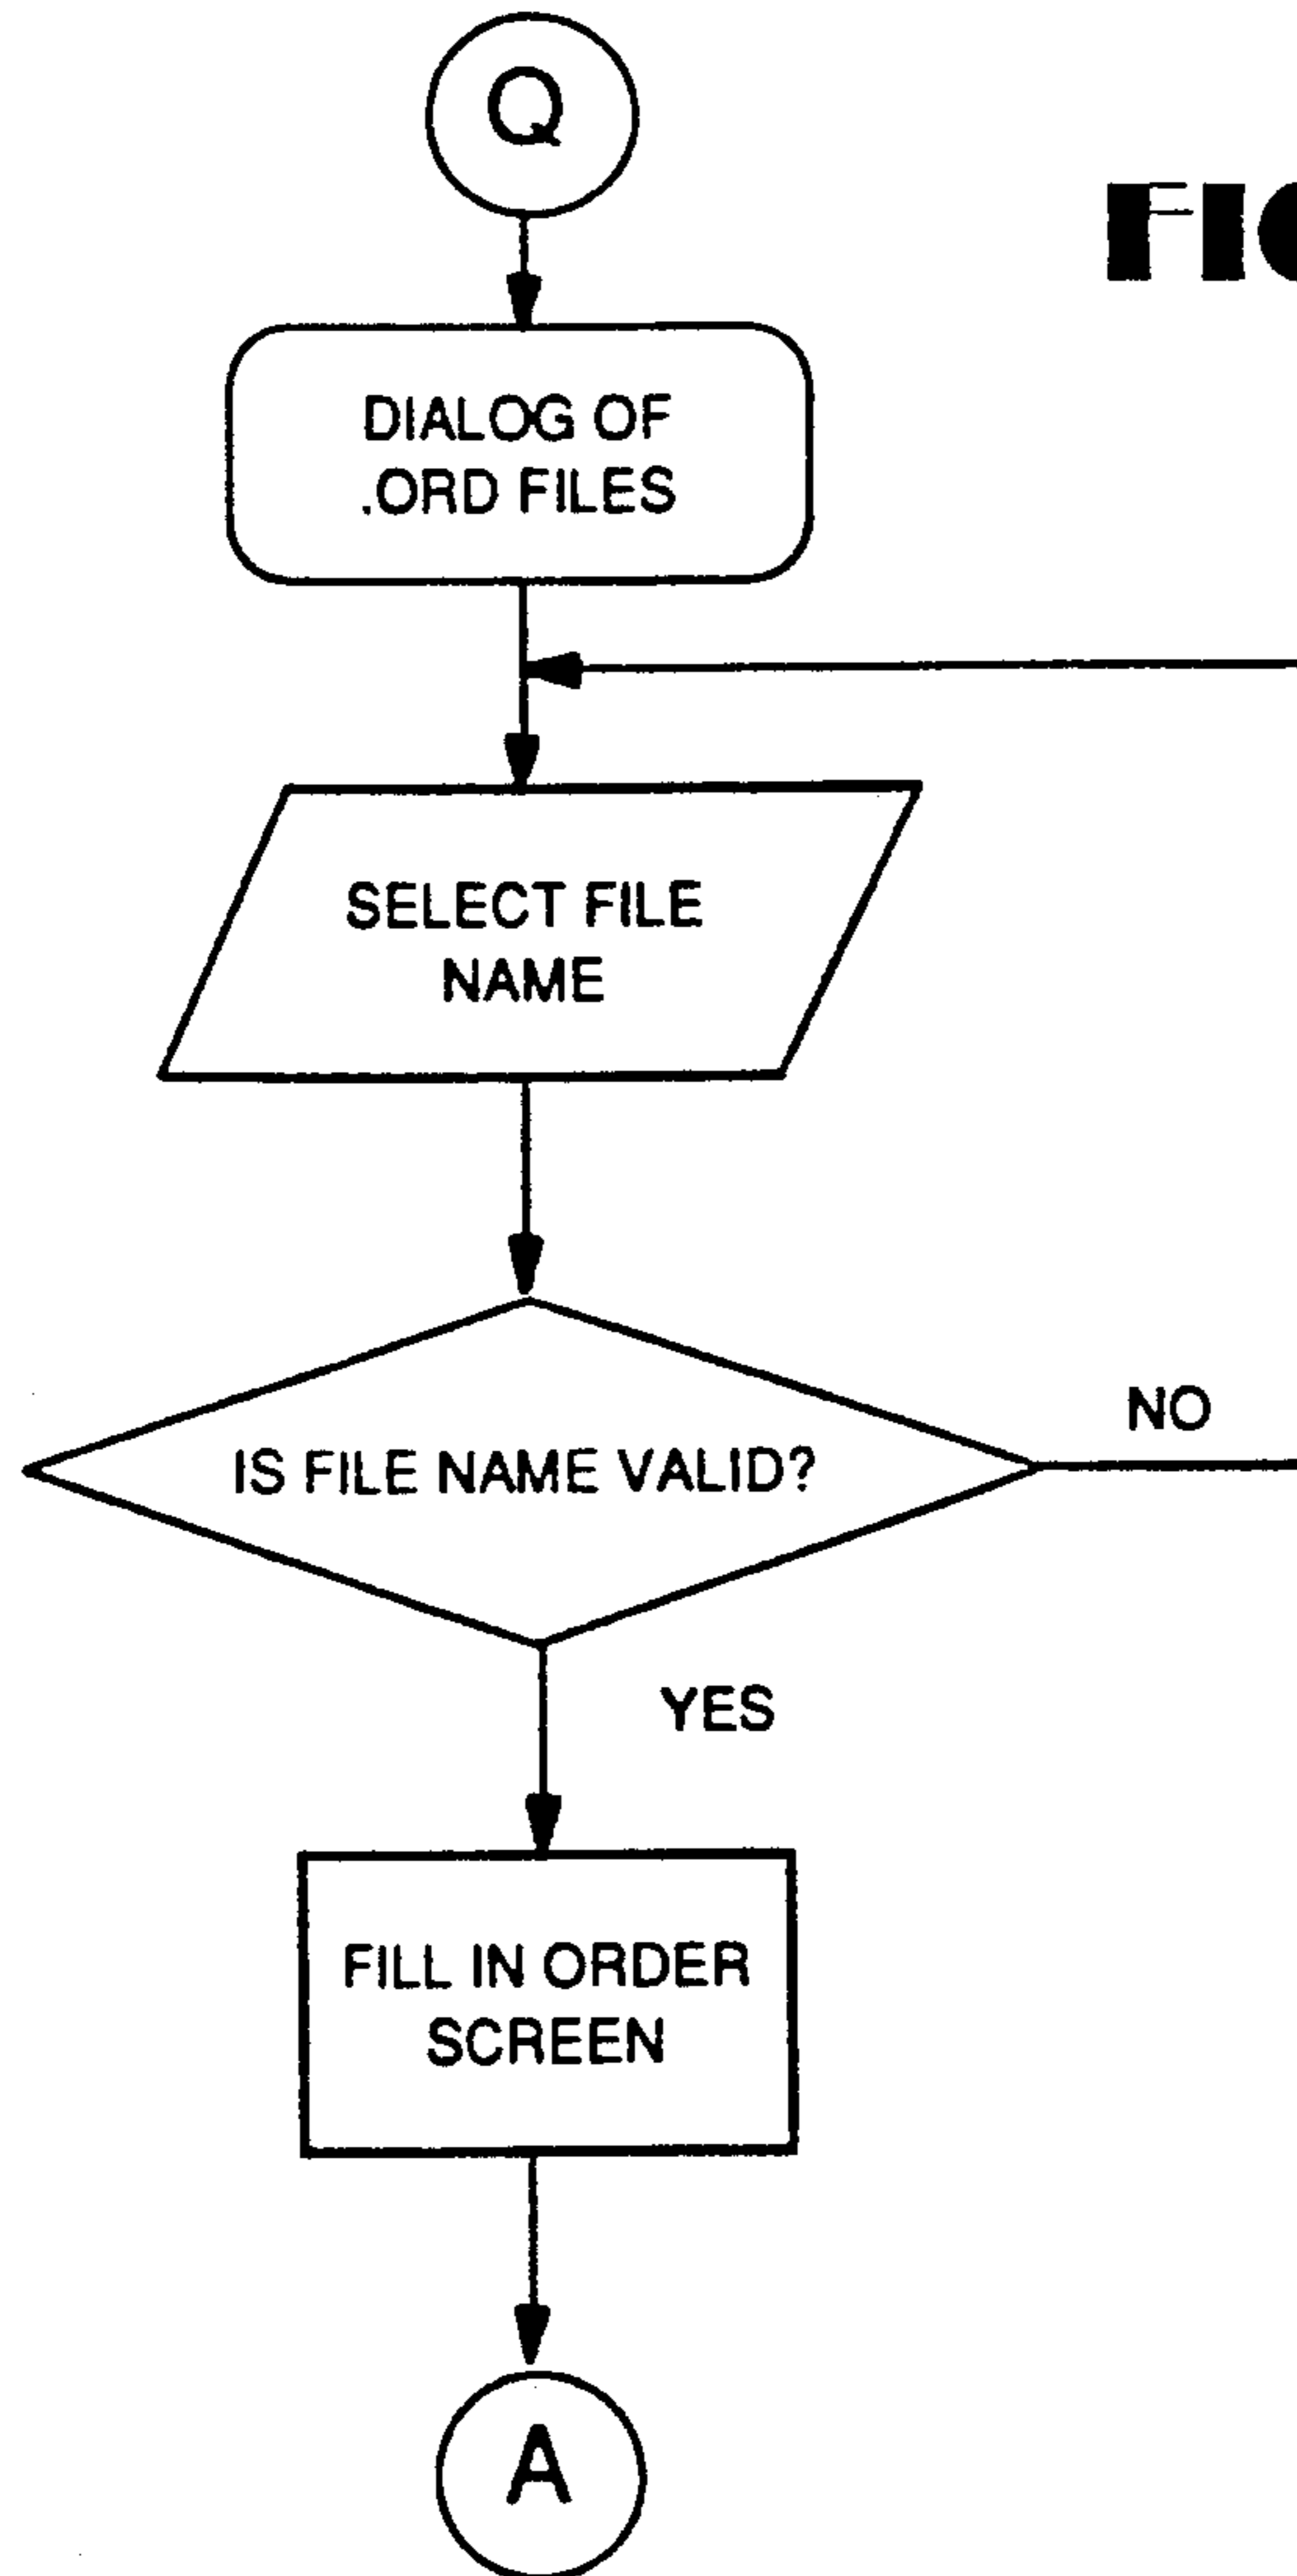 Q
DIALOG OF
.ORD FILES
SELECT FILE
NAME
IS FILE NAME VALID?
NO
YES
FILL IN ORDER
SCREEN
A